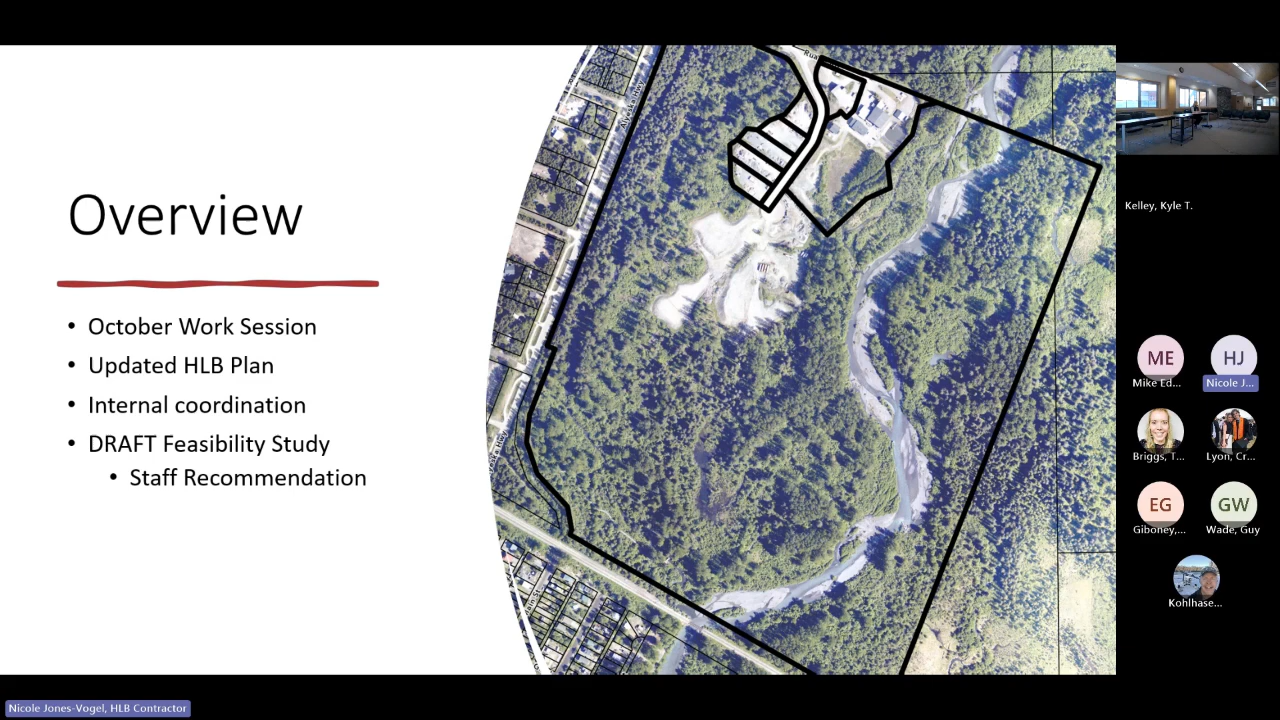 Overview
• October Work Session
• Updated HLB Plan
• Internal coordination
• DRAFT Feasibility Study
• Staff Recommendation
Kelley, Kyle T.
ME
HJ
Mike Ed...
Nicole J...
Briggs, T...
Lyon, Cr...
EG
GW
Giboney,...
Wade, Guy
Kohlhase...
Nicole Jones-Vogel, HLB Contractor